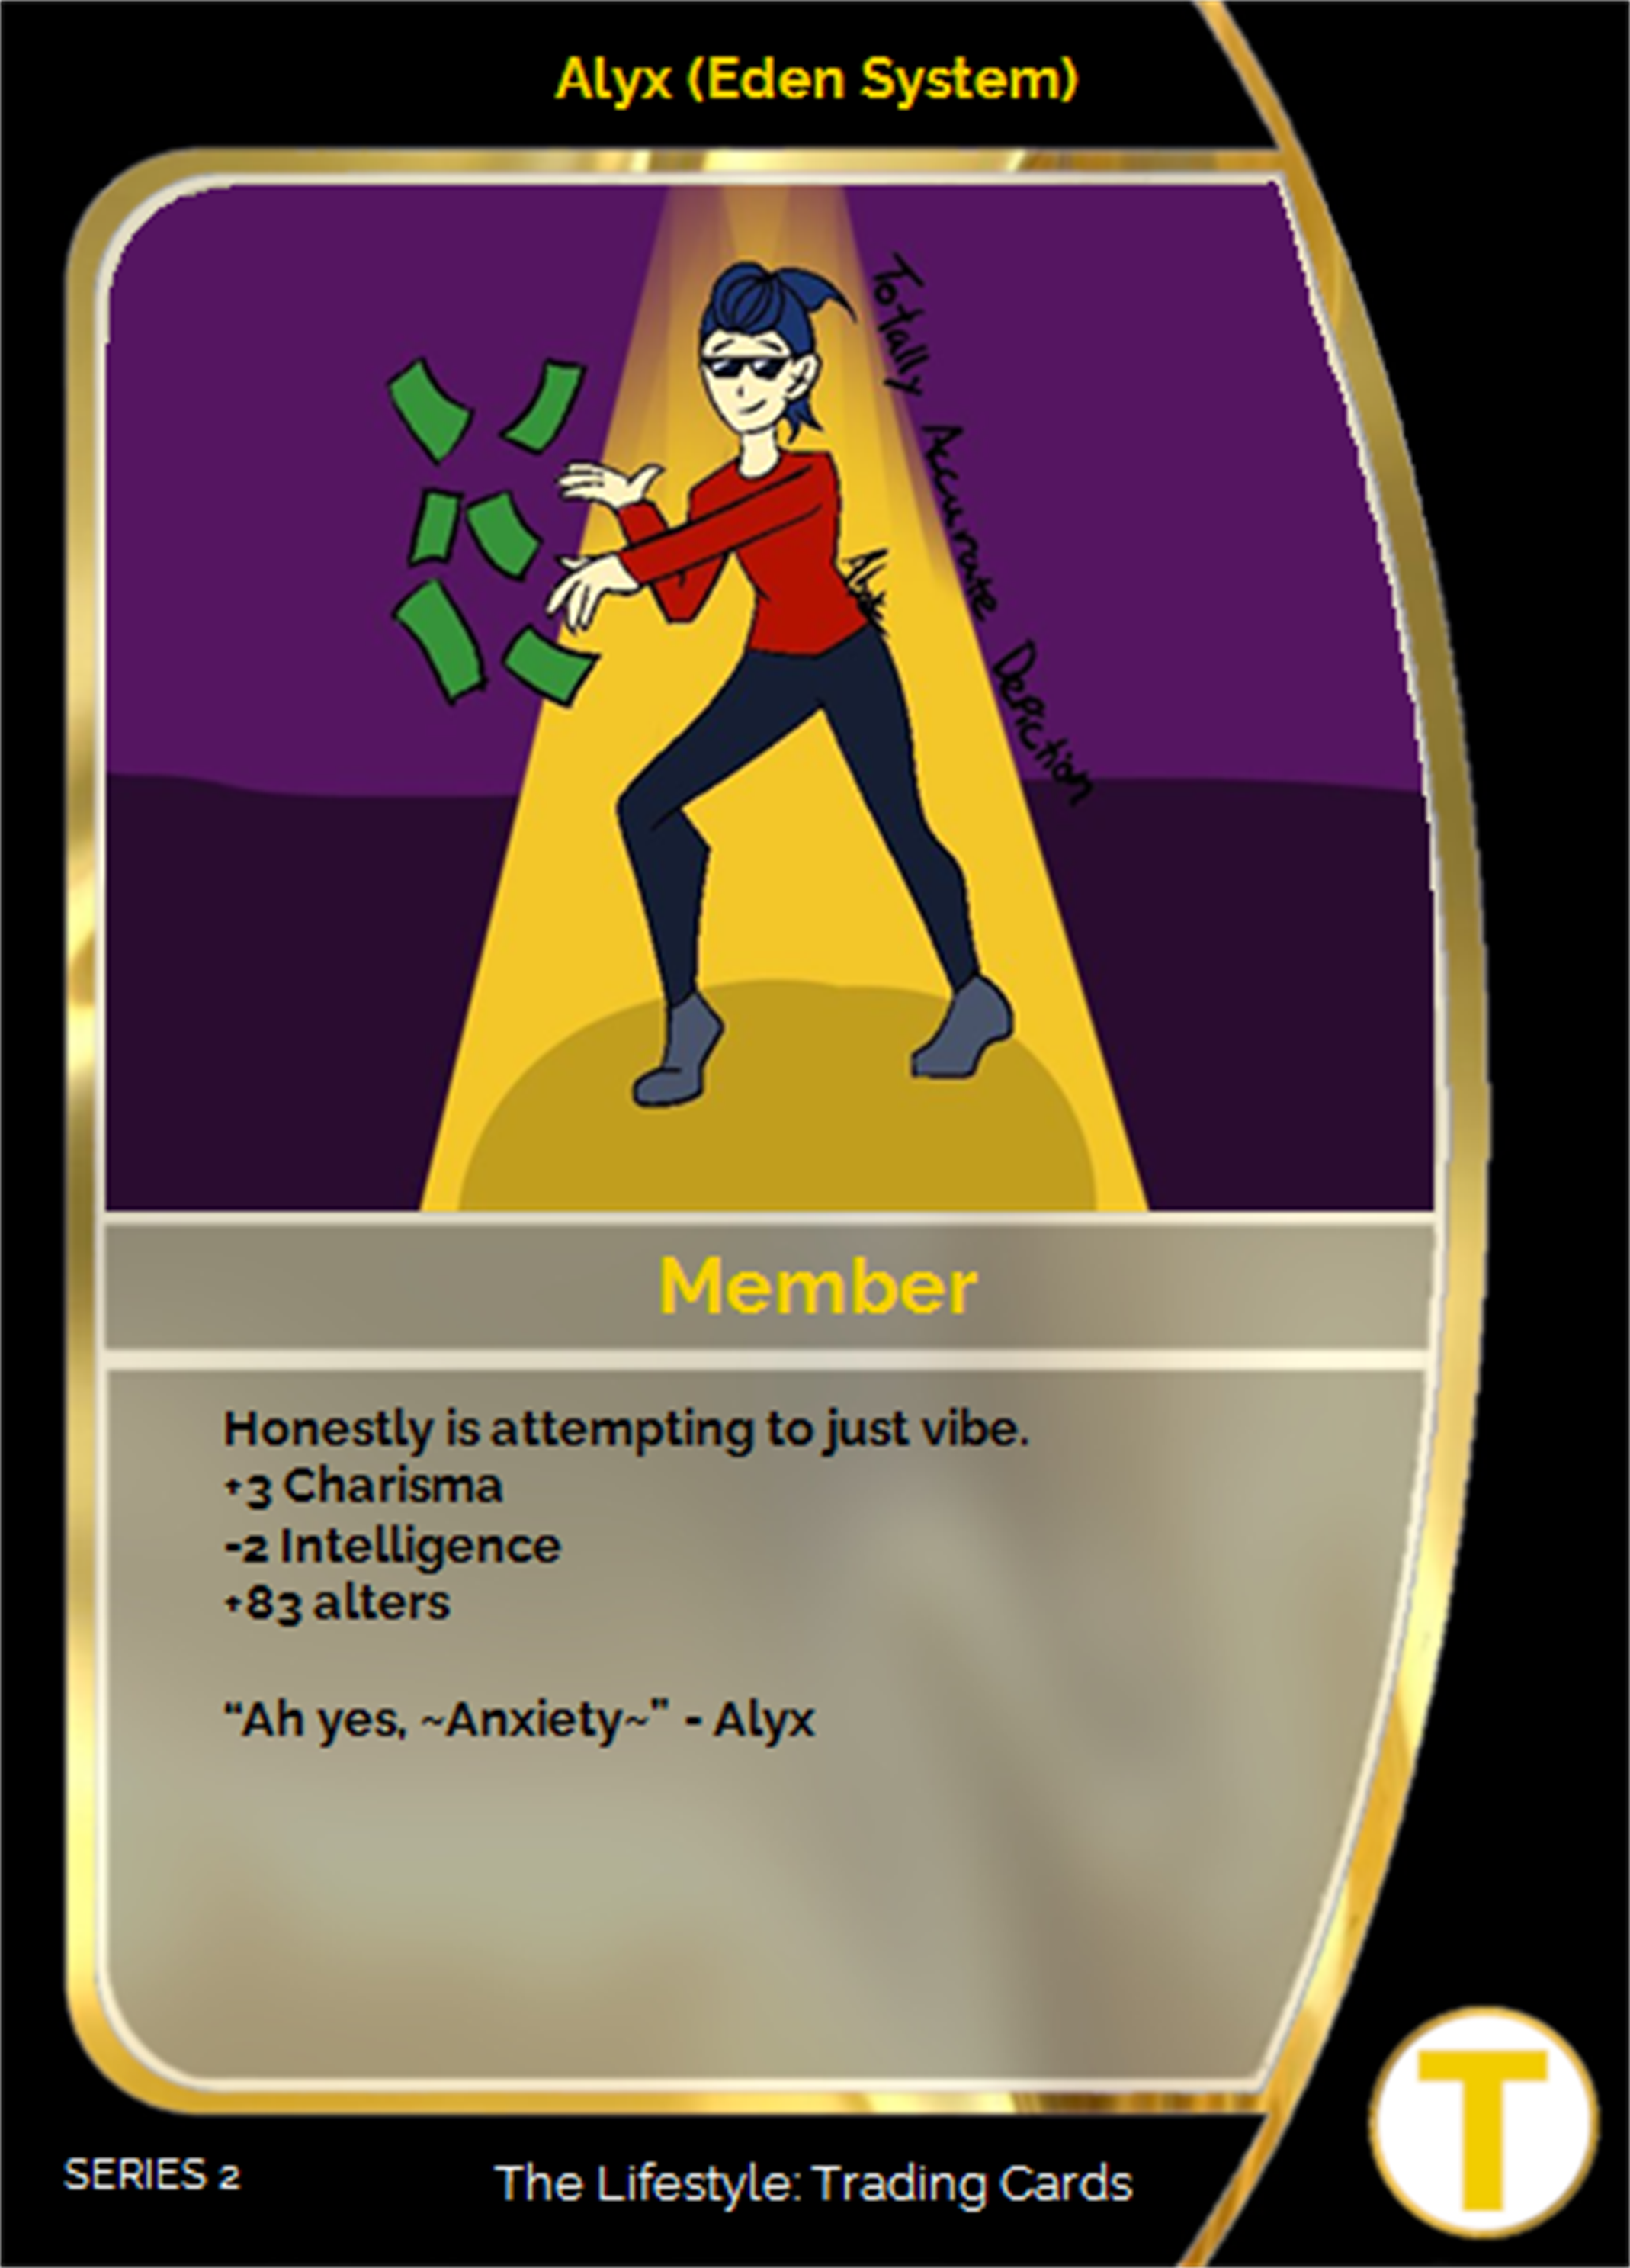 Alyx (Eden System)
Totally Accurate Depiction
Member
Honestly is attempting to just vibe.
+3 Charisma
-2 Intelligence
+83 alters
“Ah yes, ~Anxiety~” - Alyx
T
SERIES 2
The Lifestyle: Trading Cards